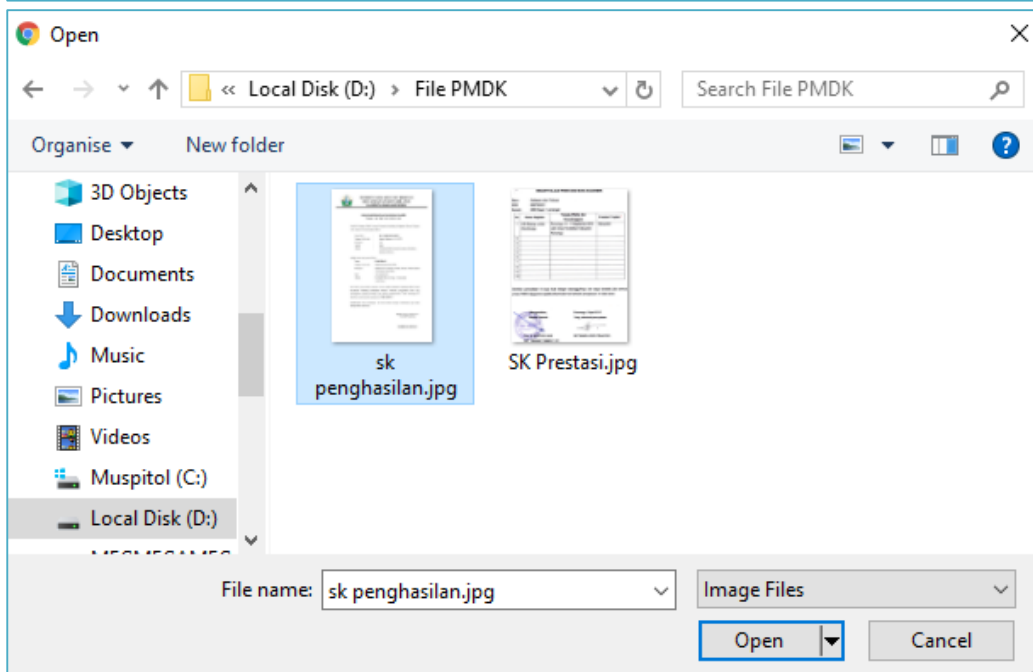 Open
« Local Disk (D:) › File PMDK
Search File PMDK
Organise
New folder
3D Objects
Desktop
Documents
Downloads
Music
Pictures
Videos
Muspitol (C:)
Local Disk (D:)
sk
penghasilan.jpg
SK Prestasi.jpg
File name:
sk penghasilan.jpg
Image Files
Open
Cancel